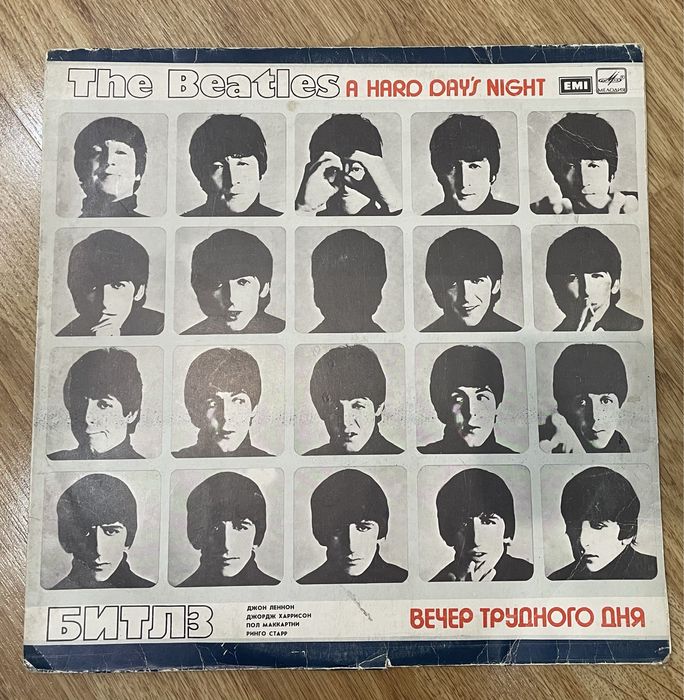 The Beatles A HARD DAY'S NIGHT EMI МЕЛОДИЯ
БИТЛЗ
ДЖОН ЛЕННОН
ДЖОРДЖ ХАРРИСОН
ПОЛ МАККАРТНИ
РИНГО СТАРР
ВЕЧЕР ТРУДНОГО ДНЯ